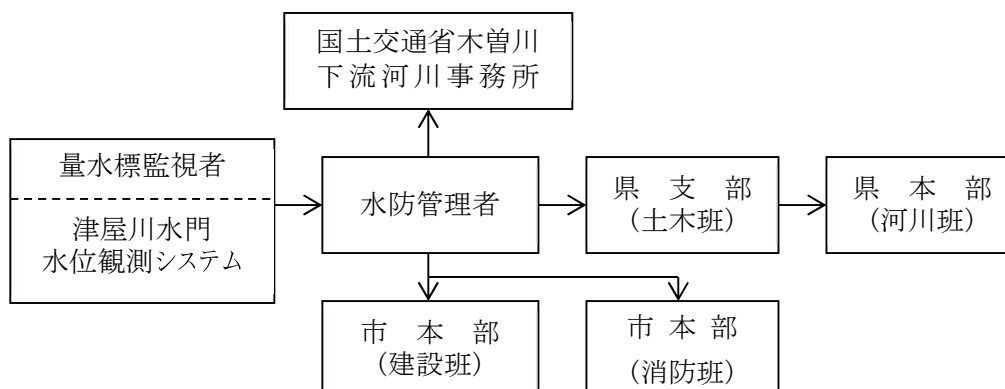 国土交通省木曽川
下流河川事務所
量水標監視者
津屋川水門
水位観測システム
水防管理者
県支部
(土木班)
県本部
(河川班)
市本部
(建設班)
市本部
(消防班)